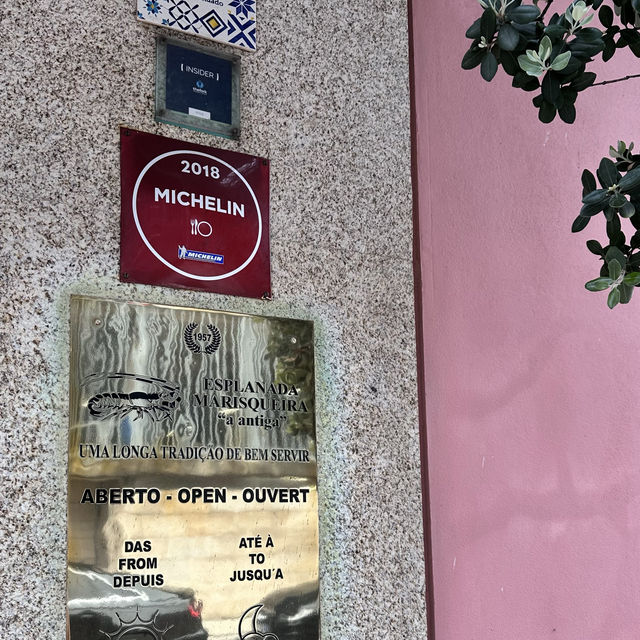 [ INSIDER ]
thefork
2018
MICHELIN
MICHELIN
1957
ESPLANADA
MARISQUEIRA
"a antiga"
UMA LONGA TRADIÇÃO DE BEM SERVIR
ABERTO - OPEN - OUVERT
DAS
FROM
DEPUIS
ATÉ À
TO
JUSQU'A